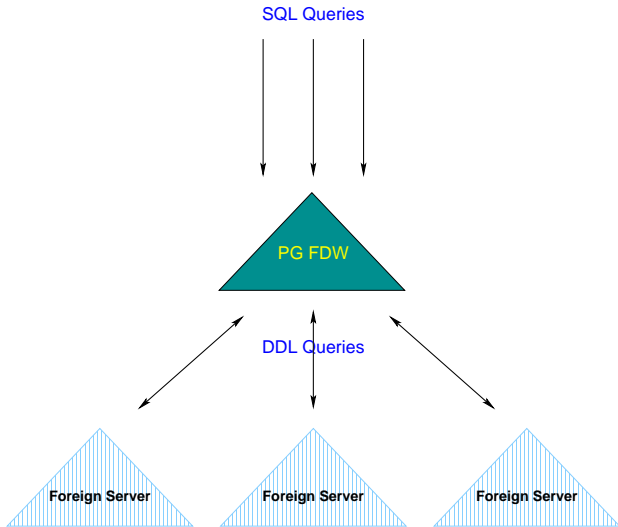 SQL Queries
PG FDW
DDL Queries
Foreign Server
Foreign Server
Foreign Server